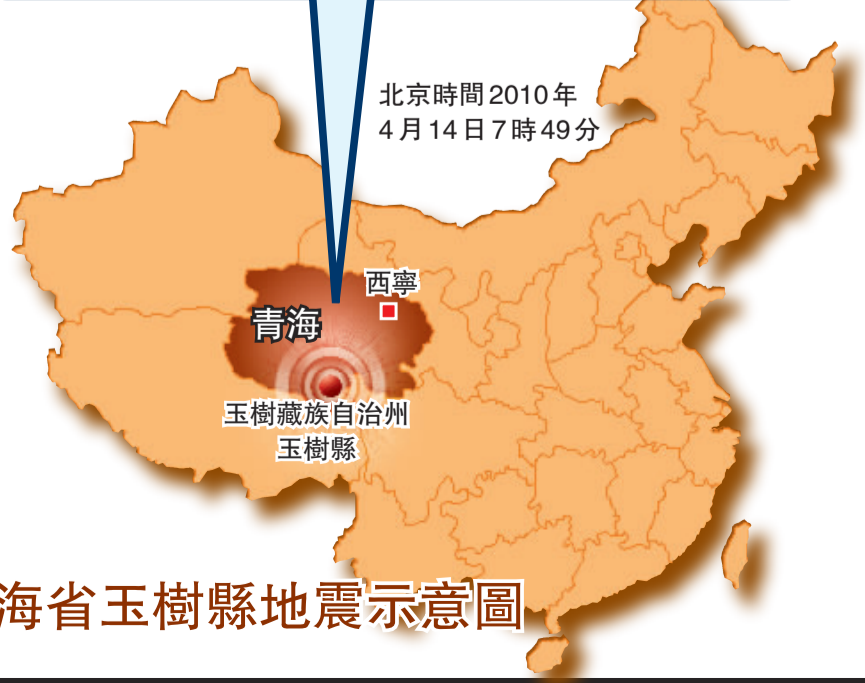 北京時間2010年
4月14日7時49分
西寧
青海
玉樹藏族自治州
玉樹縣
海省玉樹縣地震示意圖